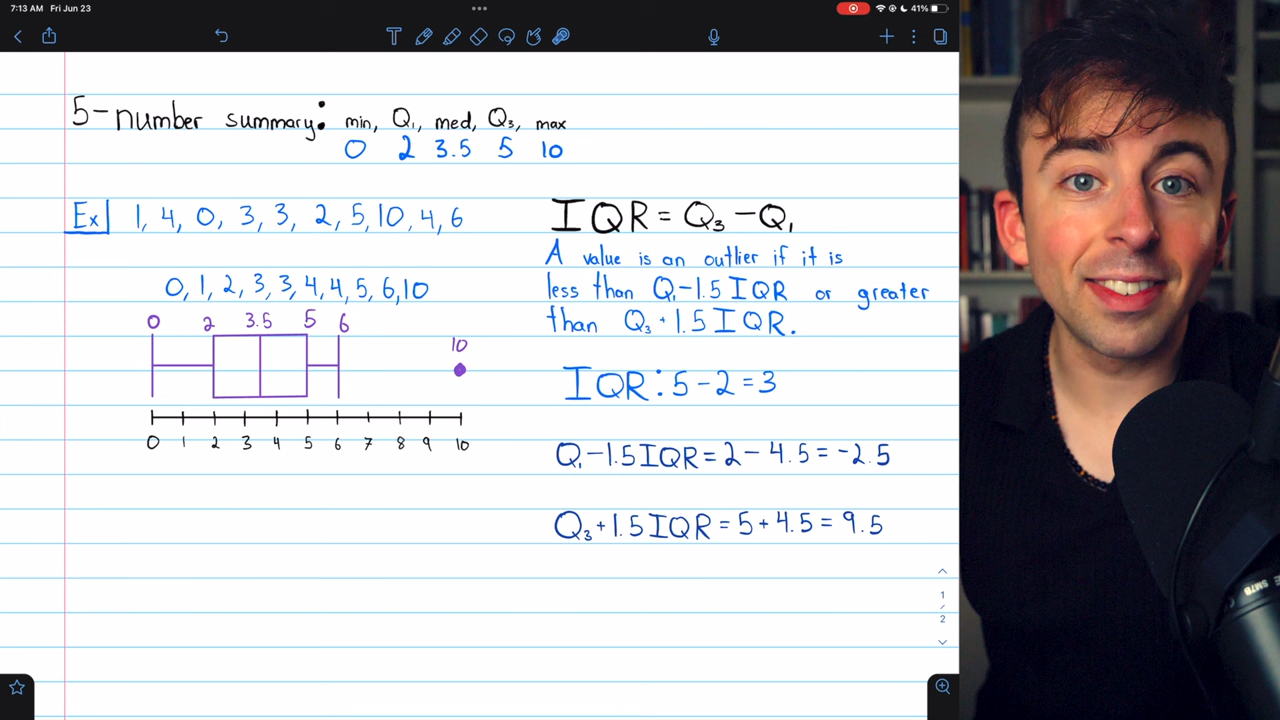 7:13 AM Fri Jun 23
41%
5-number summary: min, Q₁, med, Q₃, max
0 2 3.5 5 10
Ex 1, 4, 0, 3, 3, 2, 5, 10, 4, 6
0, 1, 2, 3, 3, 4, 4, 5, 6, 10
0 2 3.5 5 6
10
0 1 2 3 4 5 6 7 8 9 10
IQR = Q₃ - Q₁
A value is an outlier if it is
less than Q₁-1.5 IQR or greater
than Q₃+1.5 IQR.
IQR: 5-2=3
Q₁-1.5IQR=2-4.5=-2.5
Q₃+1.5IQR=5+4.5=9.5
1
/
2
SM7B